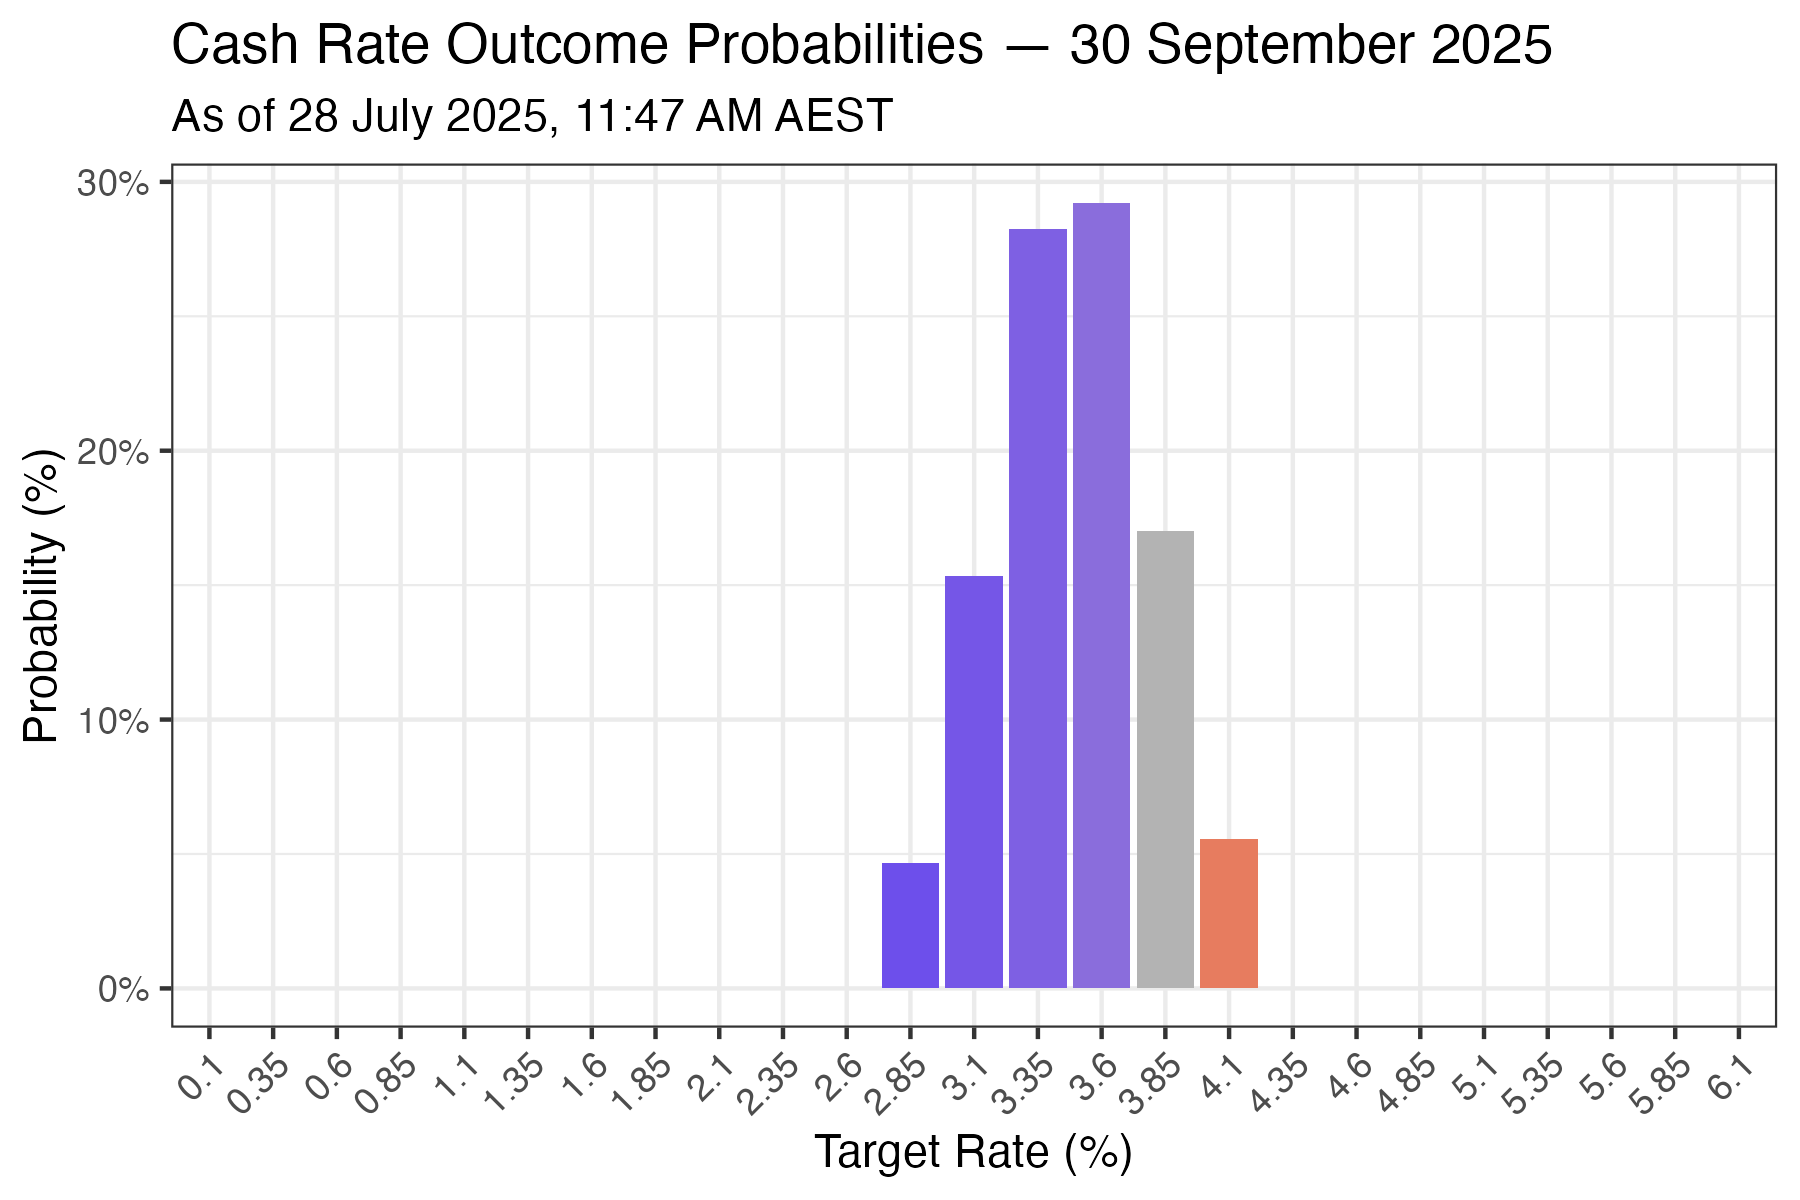 Cash Rate Outcome Probabilities — 30 September 2025
As of 28 July 2025, 11:47 AM AEST
Probability (%)
30%
20%
10%
0%
0.1 0.35 0.6 0.85 1.1 1.35 1.6 1.85 2.1 2.35 2.6 2.85 3.1 3.35 3.6 3.85 4.1 4.35 4.6 4.85 5.1 5.35 5.6 5.85 6.1
Target Rate (%)